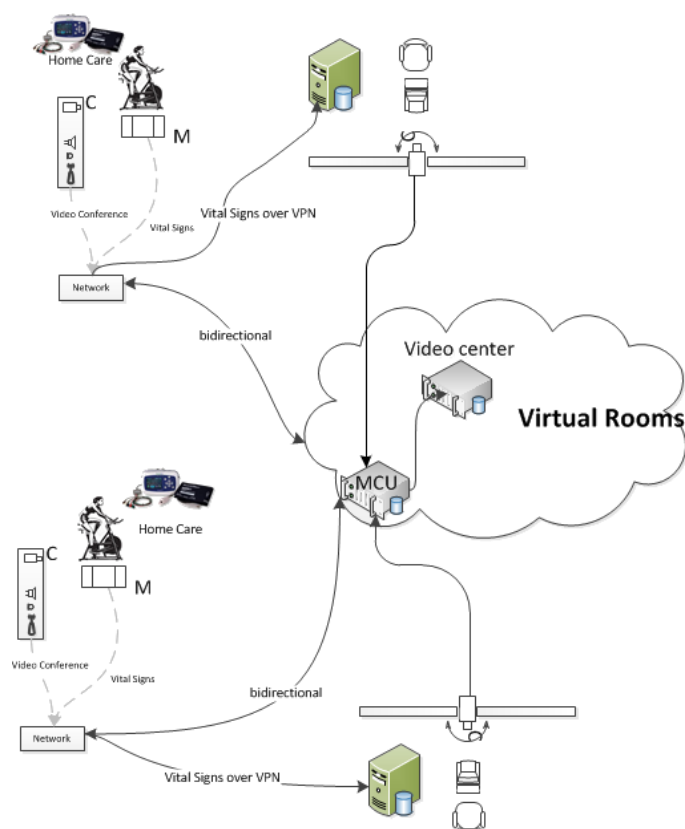 Home Care
C
M
Video Conference
Vital Signs
Vital Signs over VPN
Network
bidirectional
Video center
Virtual Rooms
MCU
Home Care
C
M
Video Conference
Vital Signs
bidirectional
Network
Vital Signs over VPN